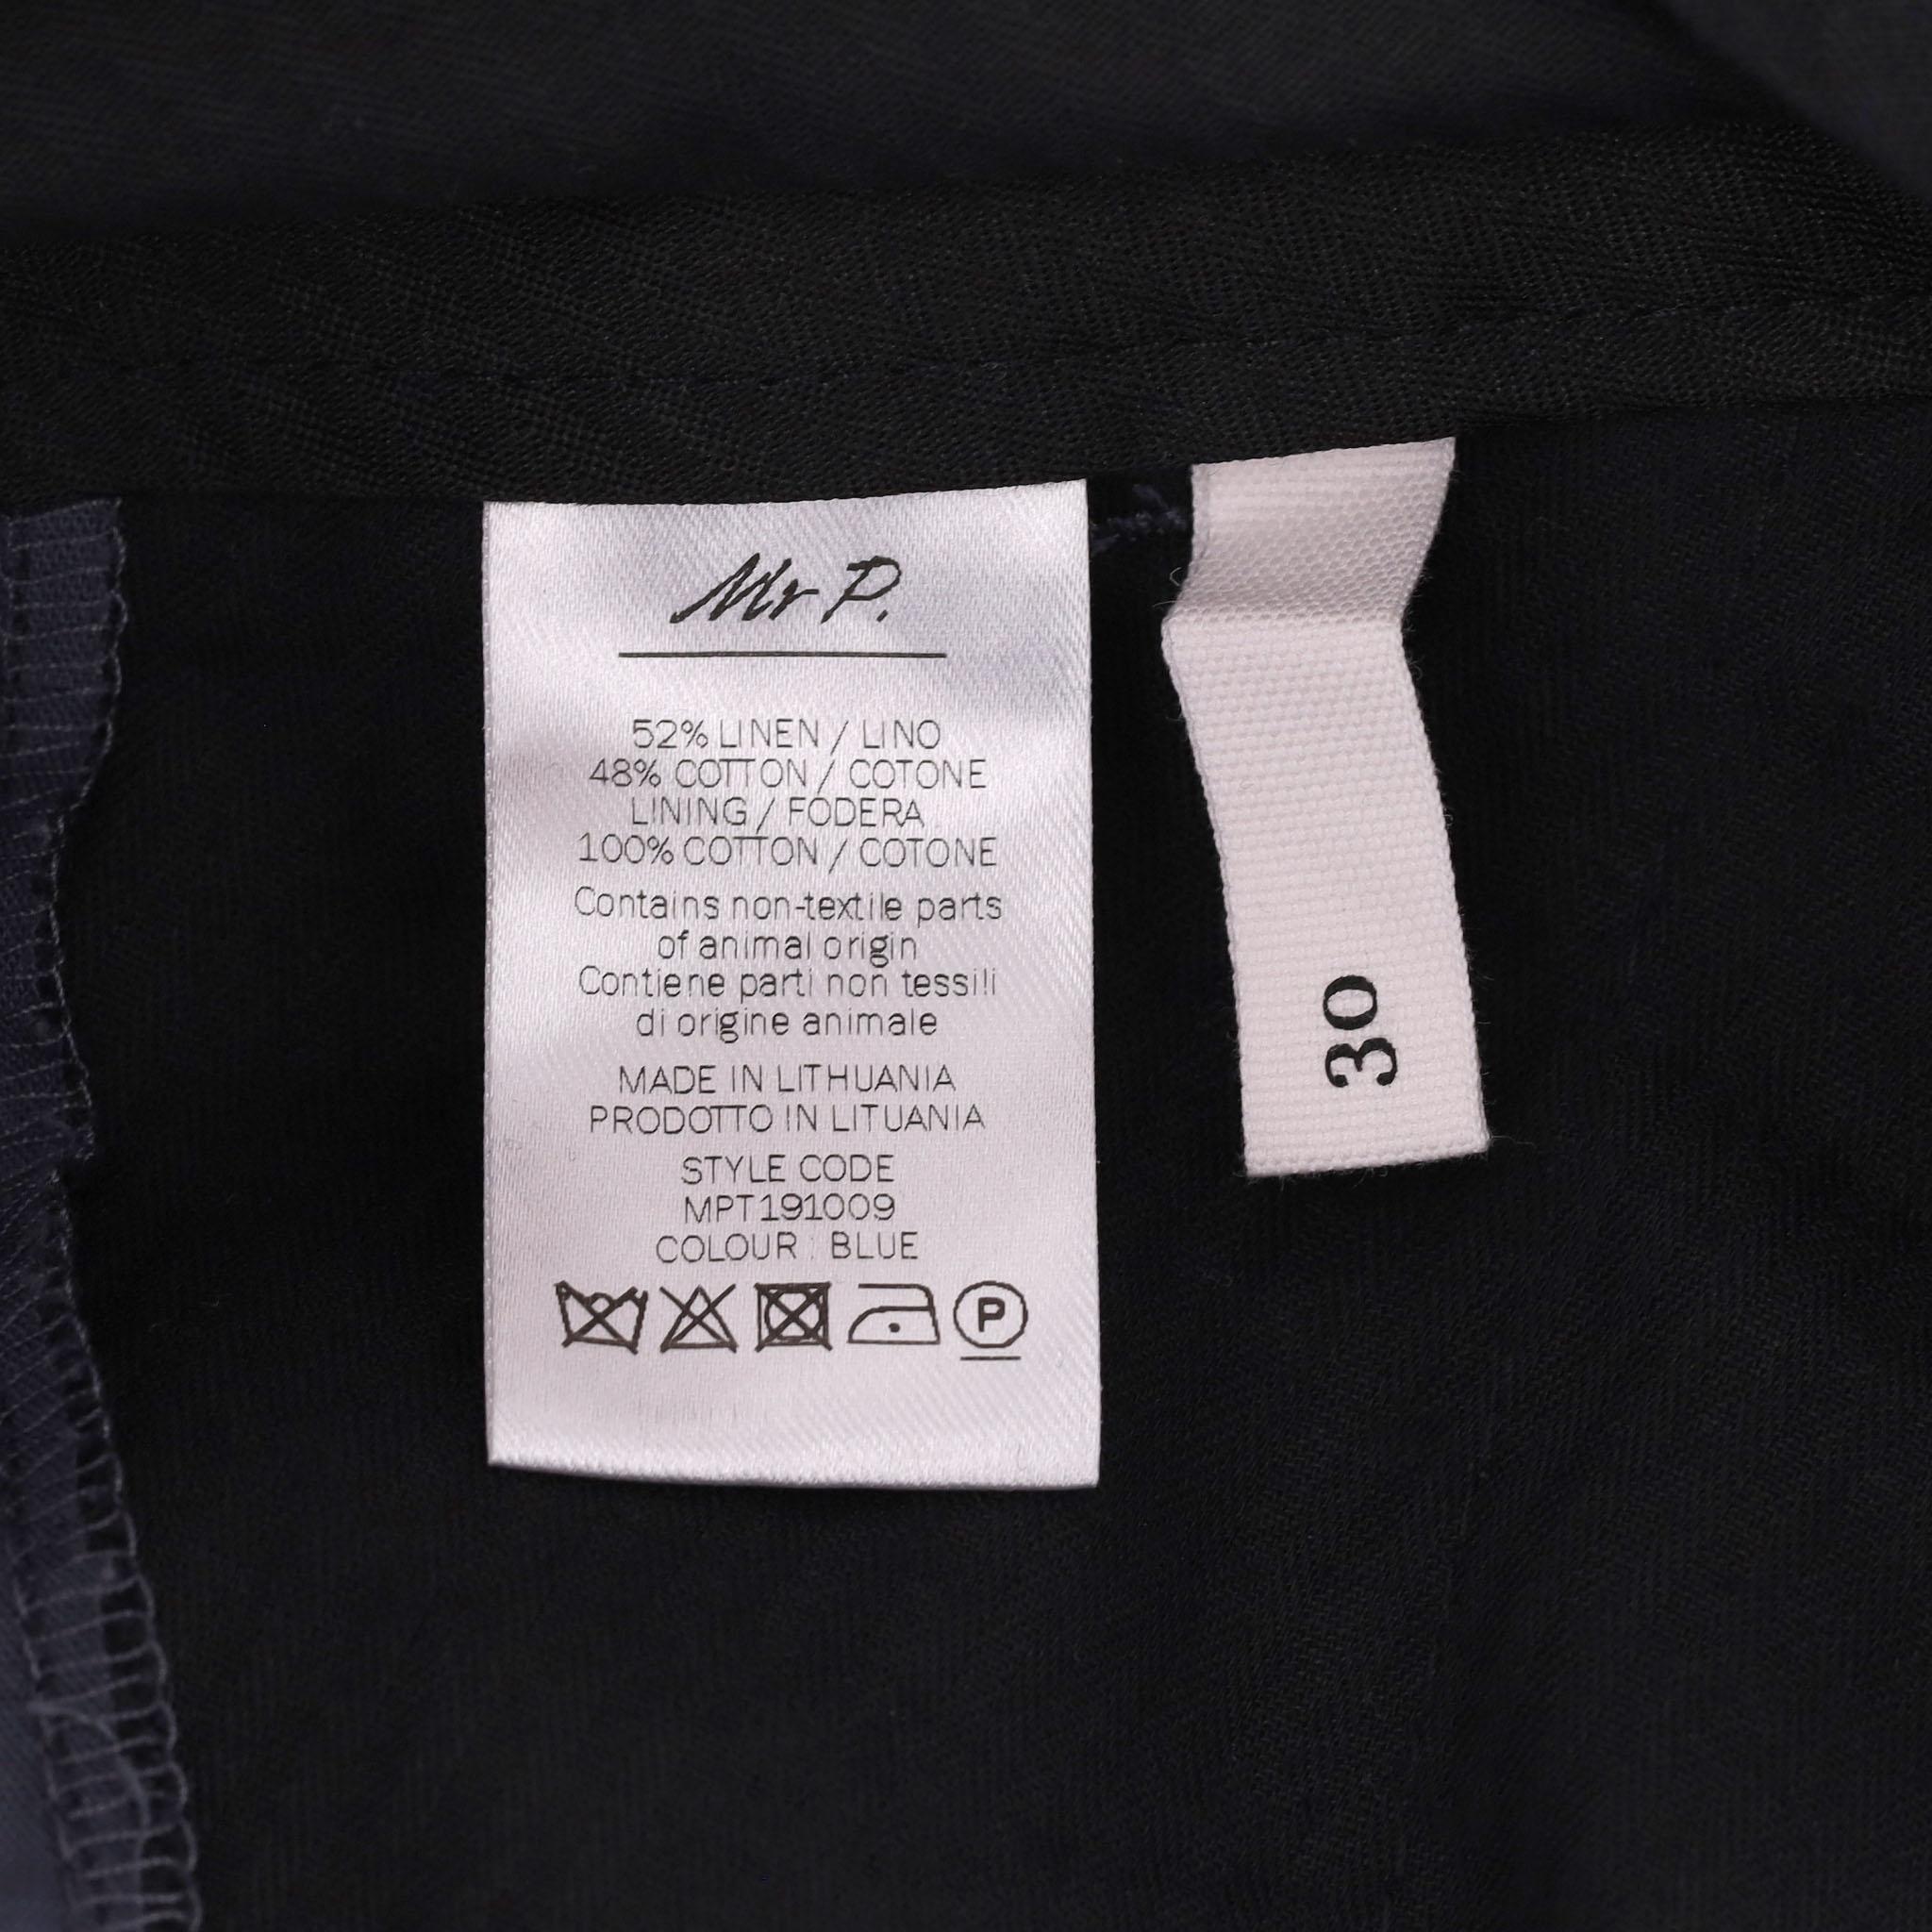 Mr P.
52% LINEN / LINO
48% COTTON / COTONE
LINING / FODERA
100% COTTON / COTONE
Contains non-textile parts
of animal origin
Contiene parti non tessili
di origine animale
MADE IN LITHUANIA
PRODOTTO IN LITUANIA
STYLE CODE
MPT191009
COLOUR : BLUE
P
30